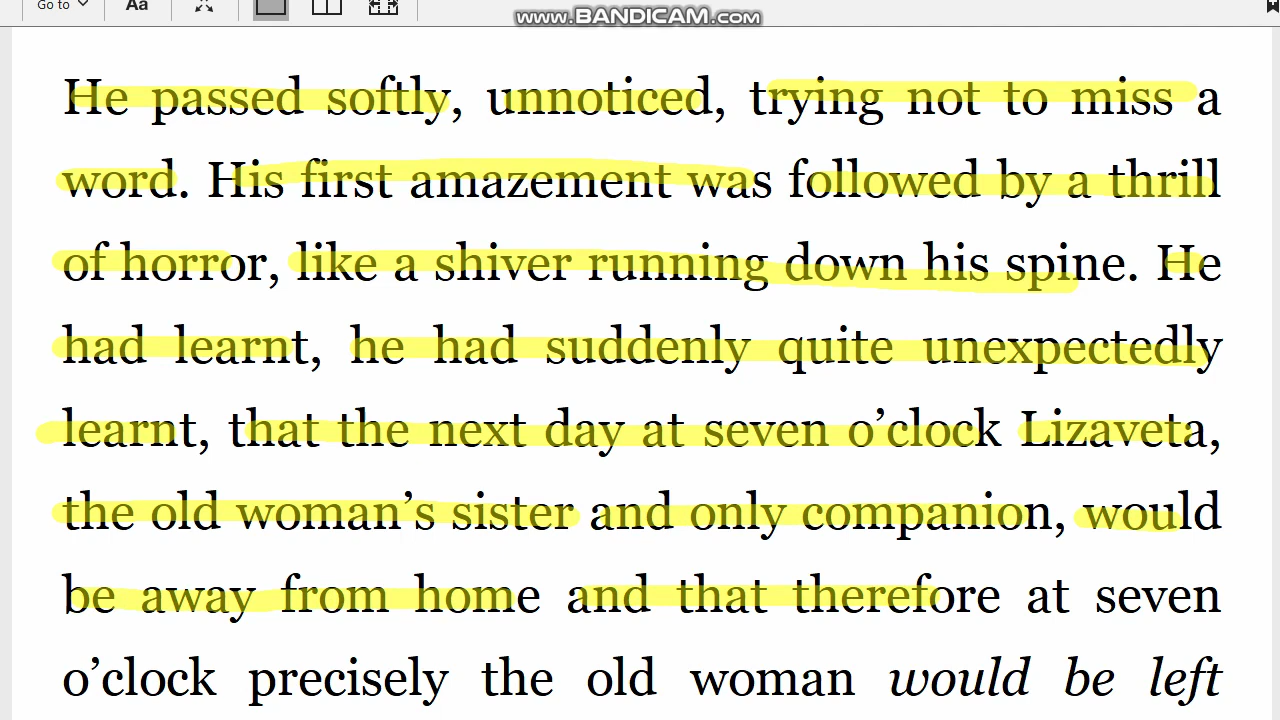 Go to Aa
www.BANDICAM.com
He passed softly, unnoticed, trying not to miss a
word. His first amazement was followed by a thrill
of horror, like a shiver running down his spine. He
had learnt, he had suddenly quite unexpectedly
learnt, that the next day at seven o’clock Lizaveta,
the old woman’s sister and only companion, would
be away from home and that therefore at seven
o’clock precisely the old woman would be left